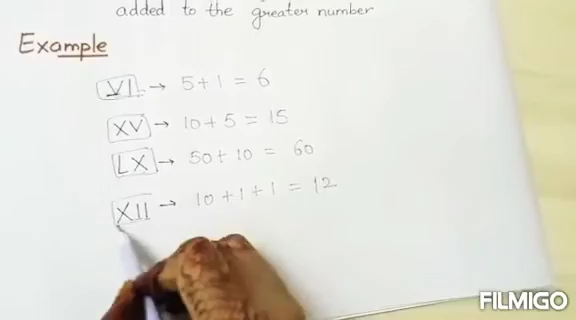 added to the greater number
Example
VI → 5 + 1 = 6
XV → 10 + 5 = 15
LX → 50 + 10 = 60
XII → 10 + 1 + 1 = 12
FILMIGO